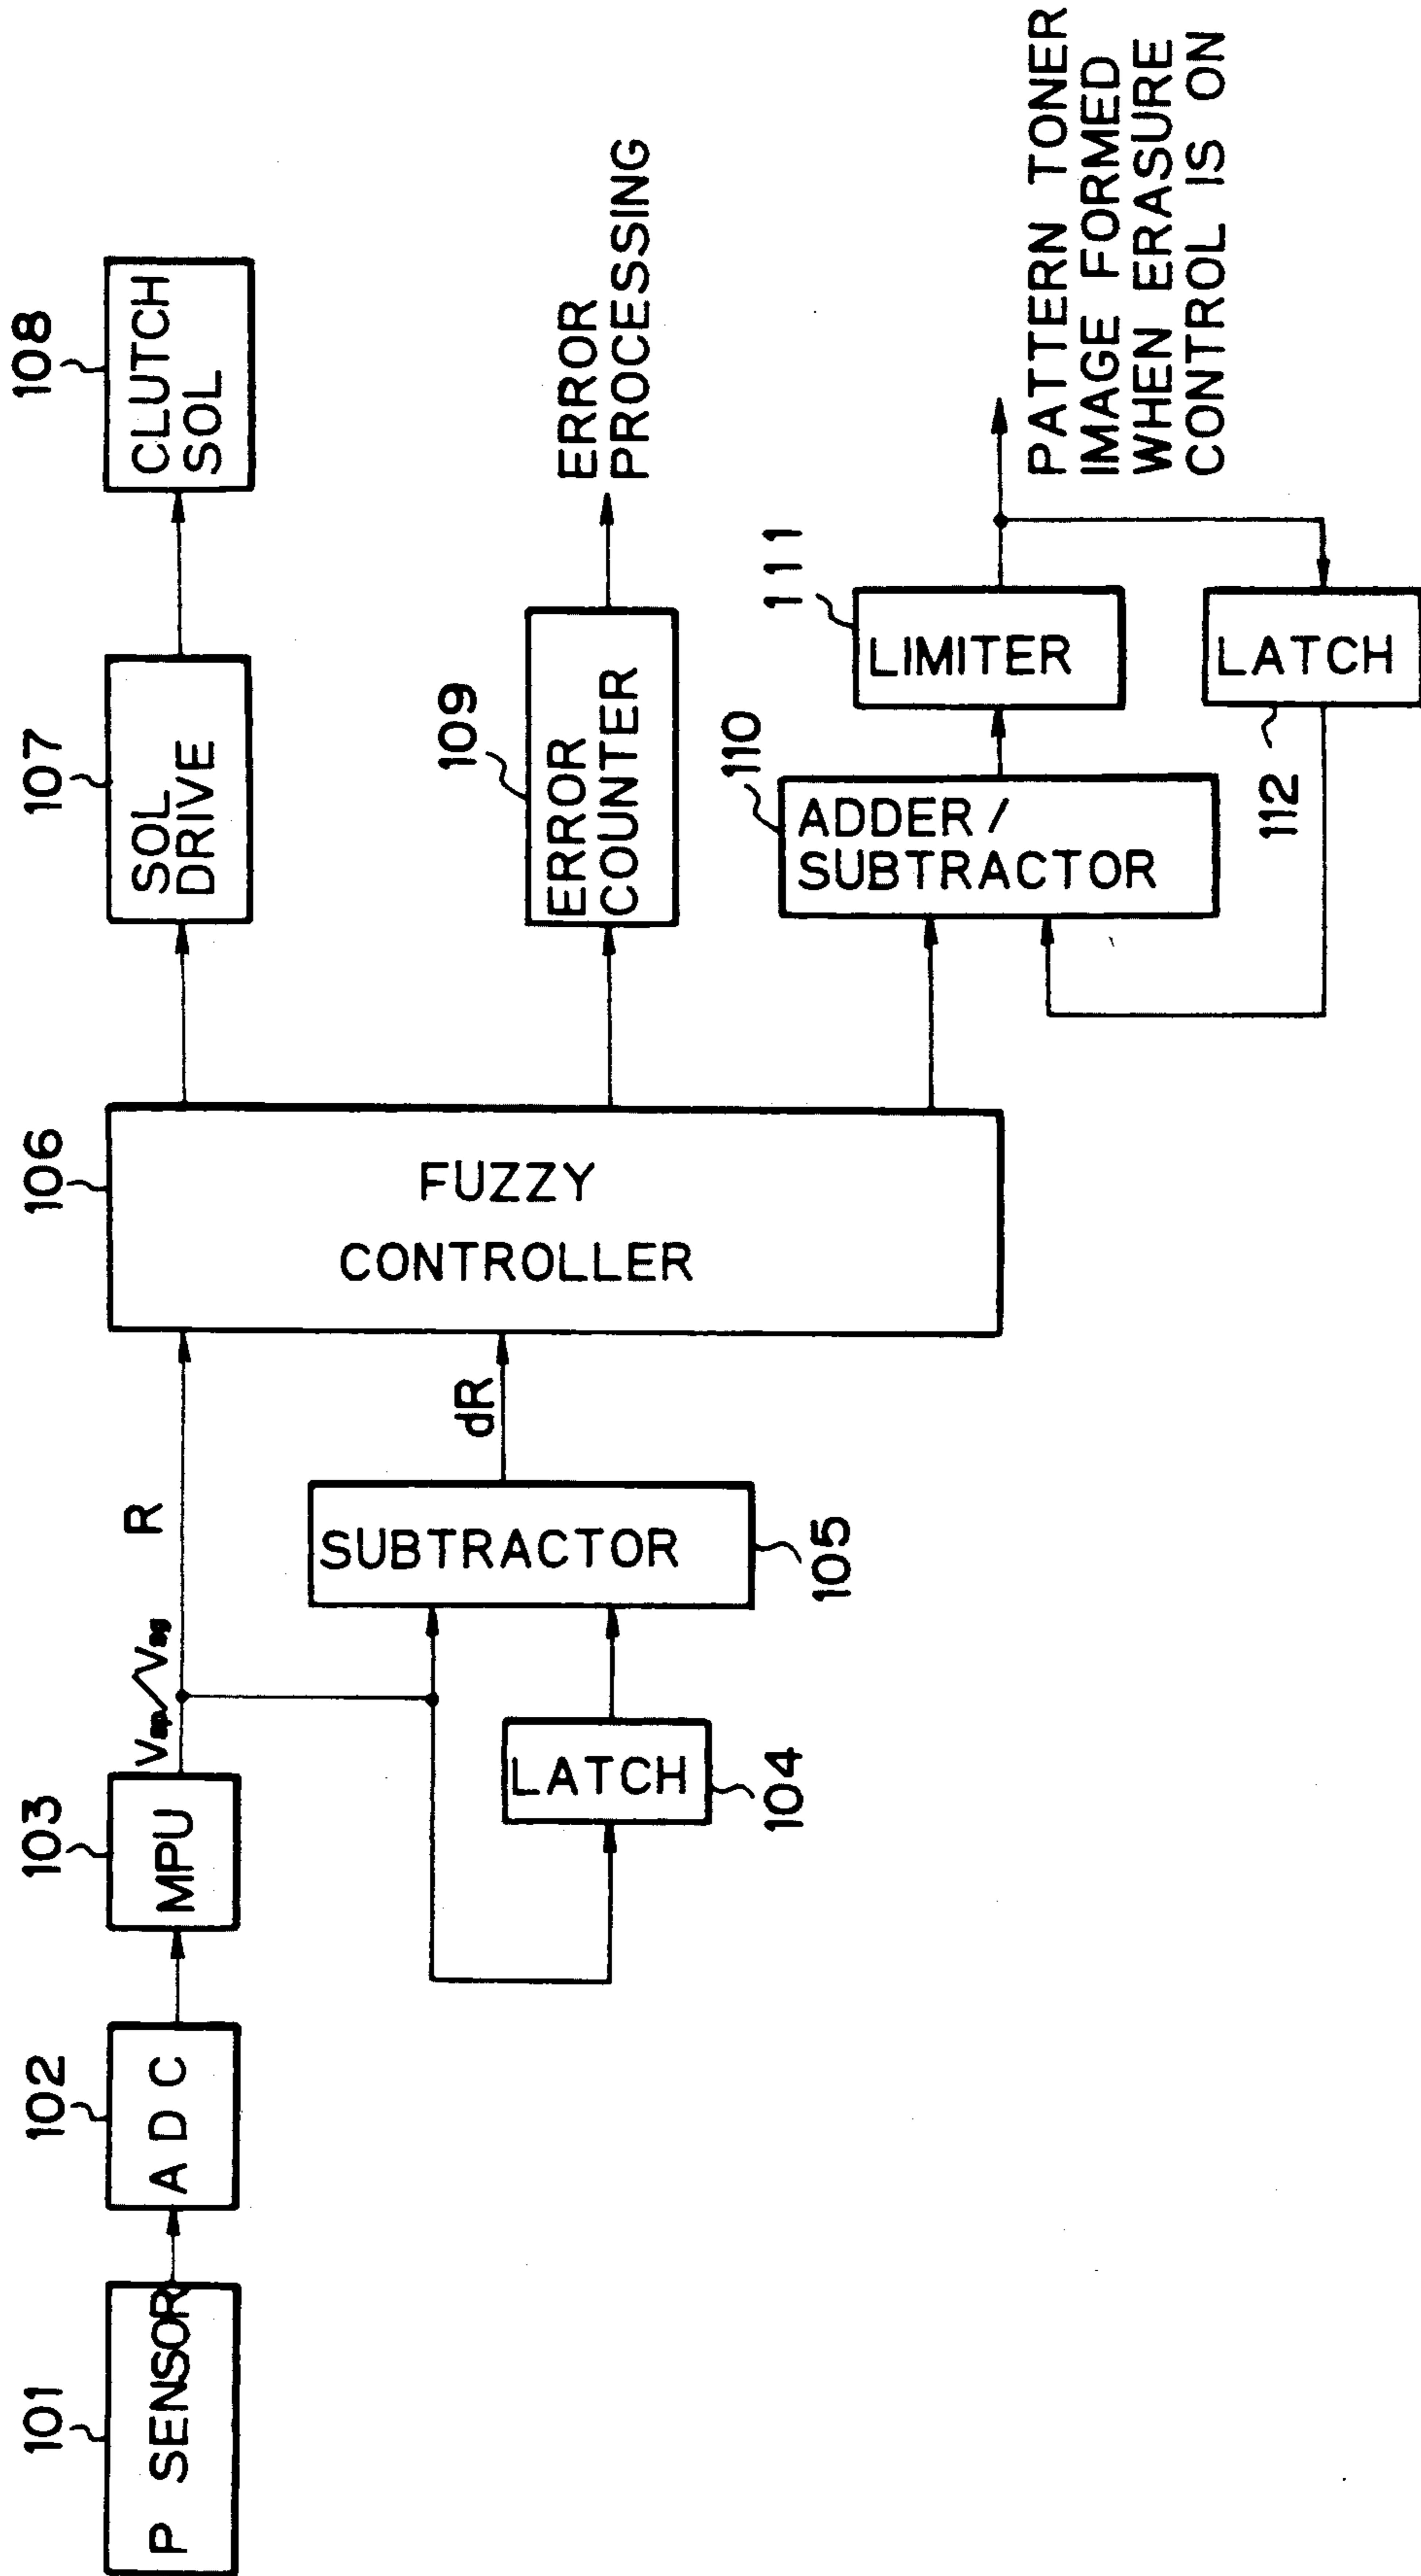 101
P SENSOR
102
ADC
103
MPU
Vsp/Vsg
R
LATCH
104
SUBTRACTOR
105
dR
106
FUZZY
CONTROLLER
107
SOL
DRIVE
108
CLUTCH
SOL
109
ERROR
COUNTER
ERROR
PROCESSING
110
ADDER/
SUBTRACTOR
111
LIMITER
LATCH
112
PATTERN TONER
IMAGE FORMED
WHEN ERASURE
CONTROL IS ON